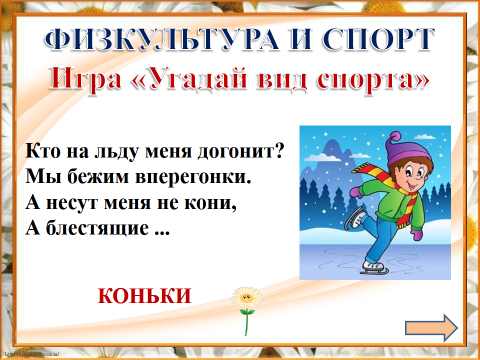 ФИЗКУЛЬТУРА И СПОРТ
Игра «Угадай вид спорта»
Кто на льду меня догонит?
Мы бежим вперегонки.
А несут меня не кони,
А блестящие ...
КОНЬКИ